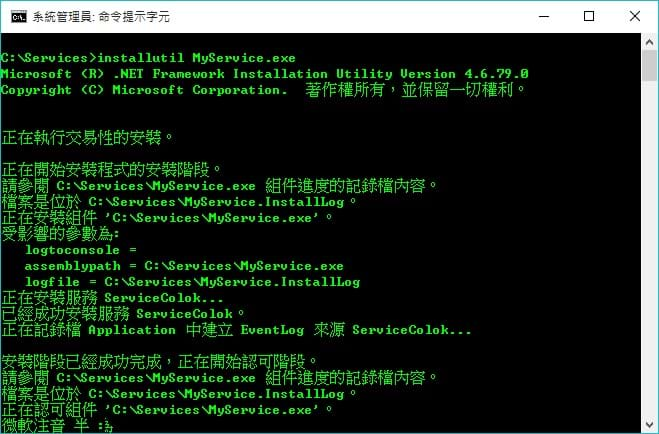 系統管理員: 命令提示字元
C:\Services>installutil MyService.exe
Microsoft (R) .NET Framework Installation Utility Version 4.6.79.0
Copyright (C) Microsoft Corporation.  著作權所有，並保留一切權利。
正在執行交易性的安裝。
正在開始安裝程式的安裝階段。
請參閱 C:\Services\MyService.exe 組件進度的記錄檔內容。
檔案是位於 C:\Services\MyService.InstallLog。
正在安裝組件 'C:\Services\MyService.exe'。
受影響的參數為:
logtoconsole =
assemblypath = C:\Services\MyService.exe
logfile = C:\Services\MyService.InstallLog
正在安裝服務 ServiceColok...
已經成功安裝服務 ServiceColok。
正在記錄檔 Application 中建立 EventLog 來源 ServiceColok...
安裝階段已經成功完成，正在開始認可階段。
請參閱 C:\Services\MyService.exe 組件進度的記錄檔內容。
檔案是位於 C:\Services\MyService.InstallLog。
正在認可組件 'C:\Services\MyService.exe'。
微軟注音 半 :